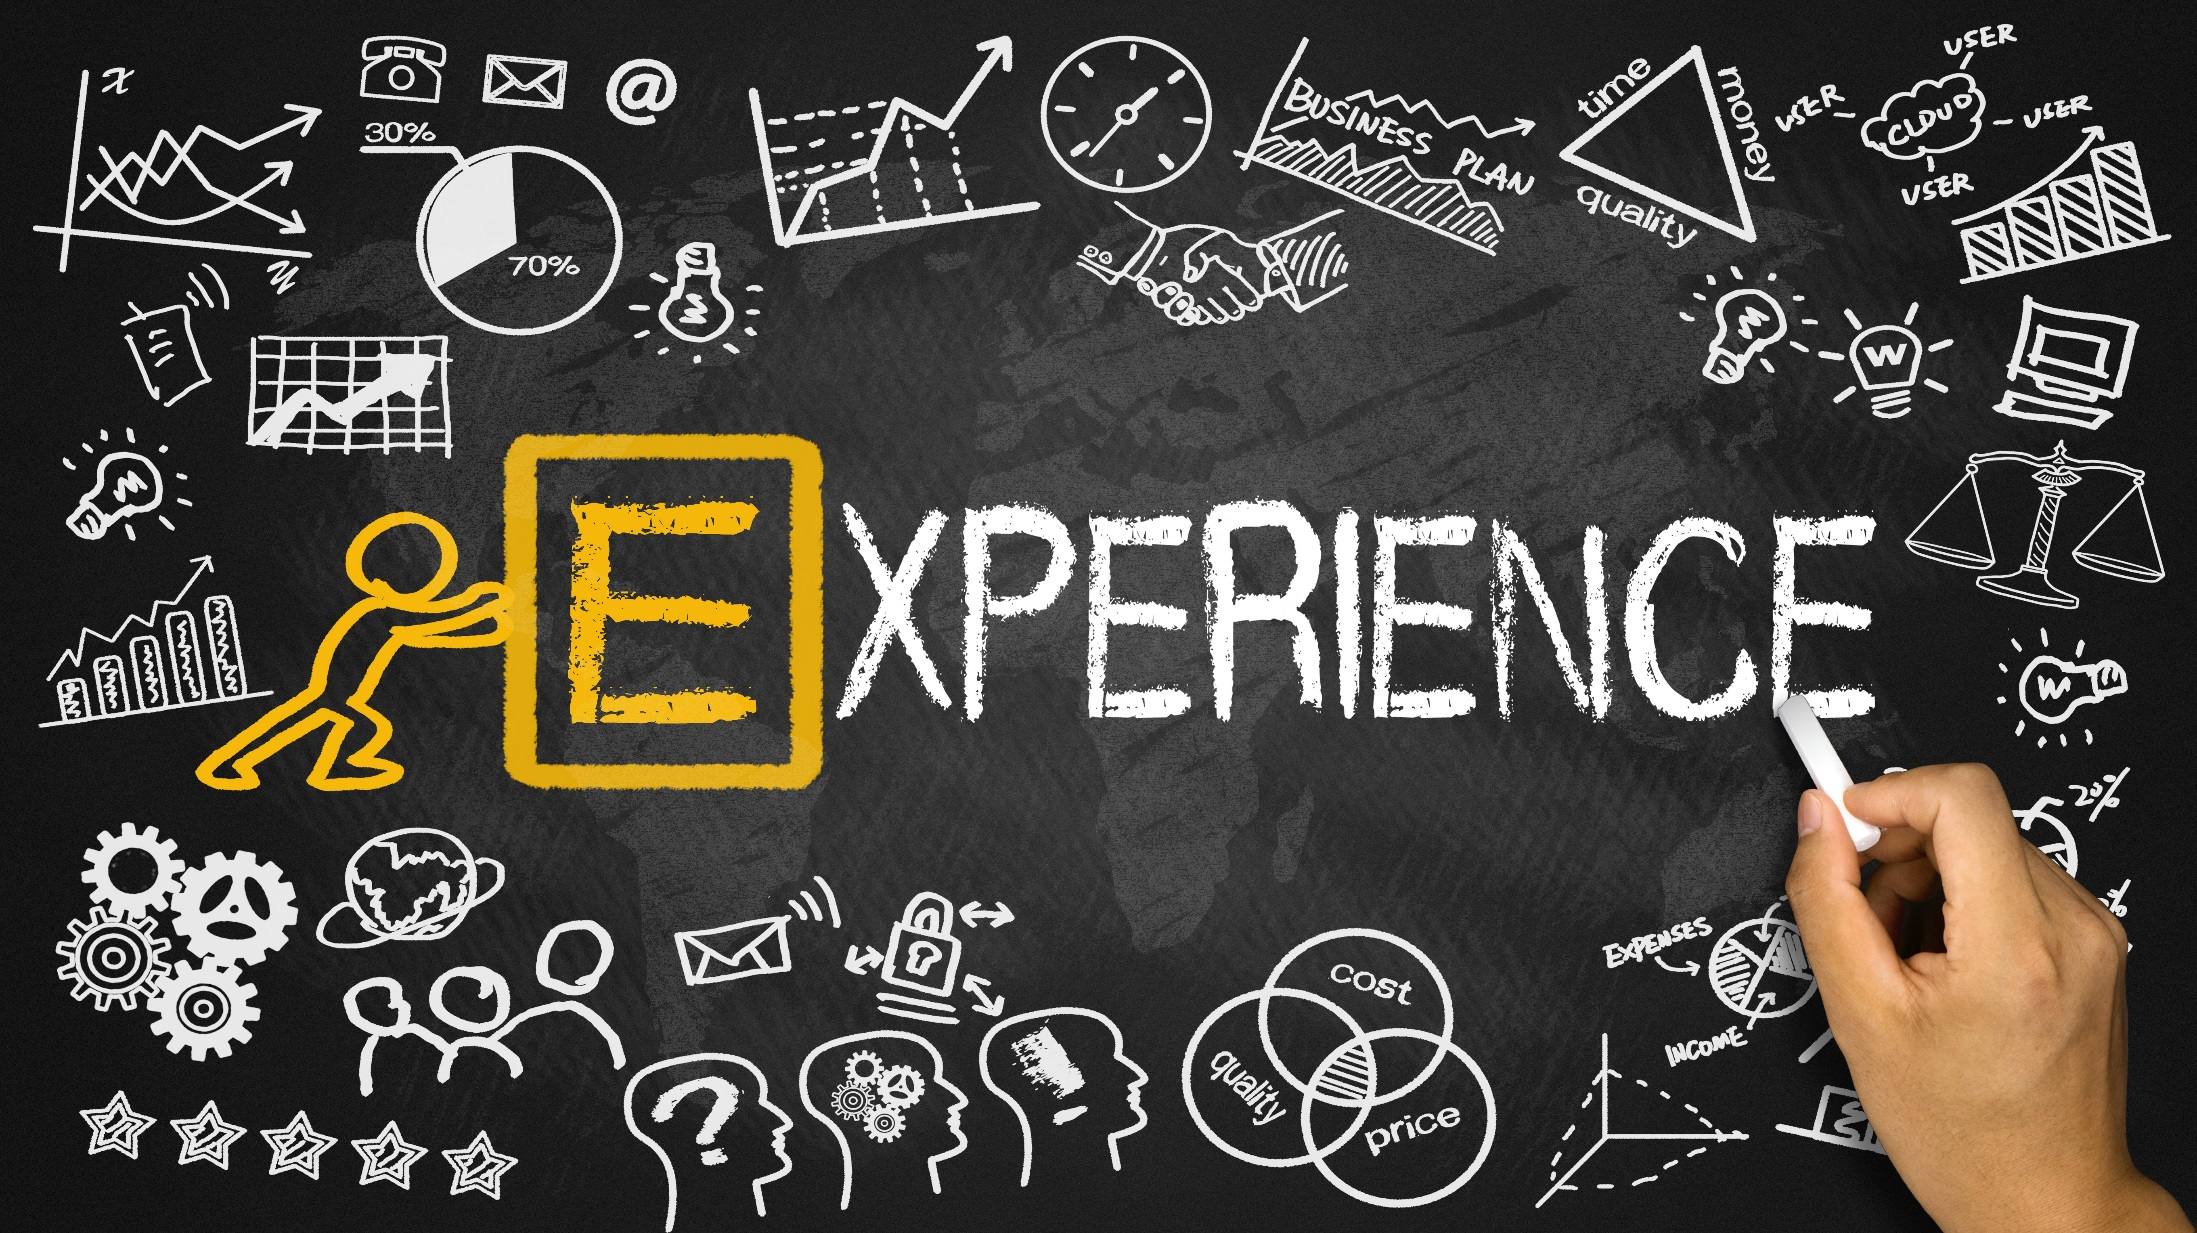 x
@
30%
70%
BUSINESS PLAN
time
money
quality
USER
USER
CLOUD
USER
USER
W
EXPERIENCE
20%
?
cost
quality
price
EXPENSES
INCOME